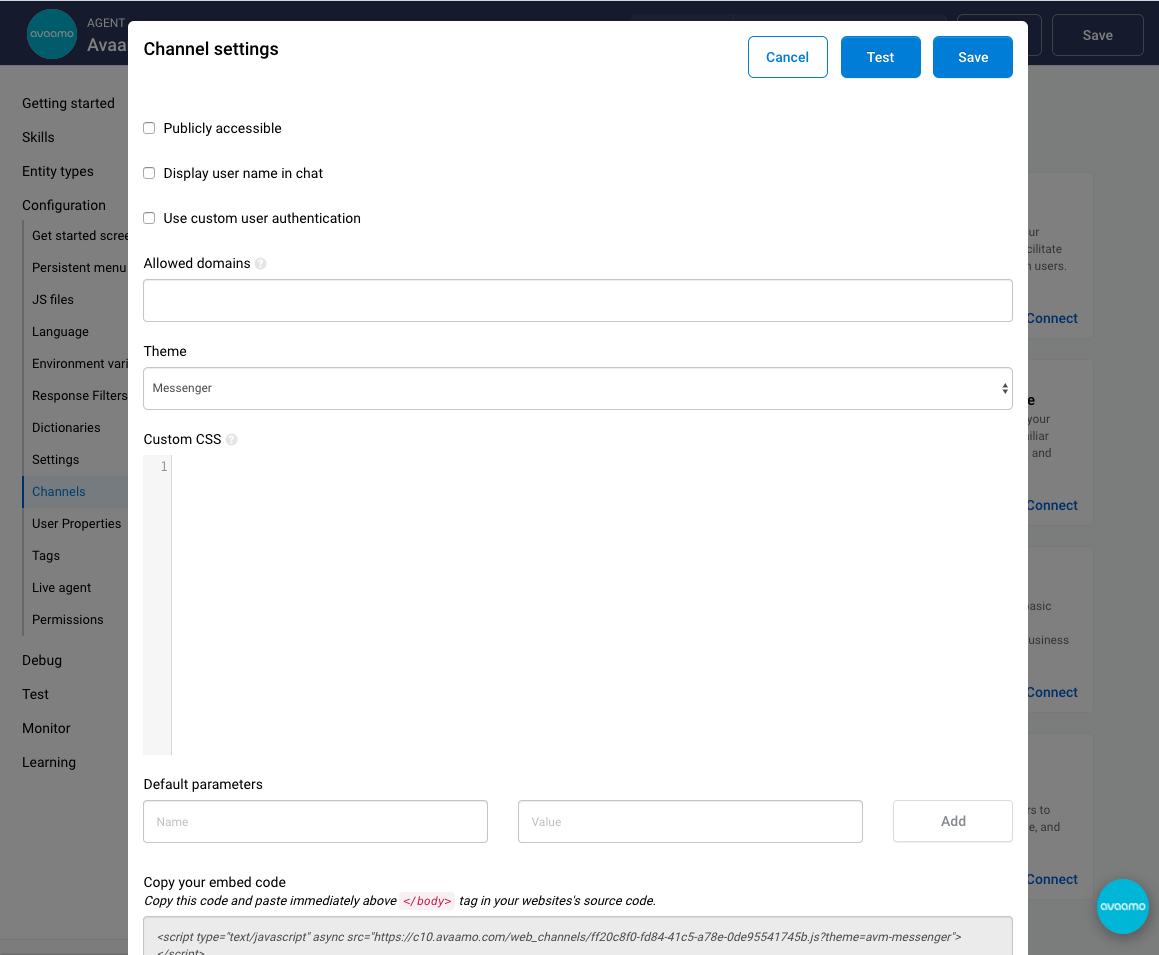 avaamo
AGENT
Avaa
Save
Channel settings
Cancel
Test
Save
Getting started
Skills
Entity types
Configuration
Get started scree
Persistent menu
JS files
Language
Environment vari
Response Filters
Dictionaries
Settings
Channels
User Properties
Tags
Live agent
Permissions
Debug
Test
Monitor
Learning
Publicly accessible
Display user name in chat
Use custom user authentication
Allowed domains ?
Theme
Messenger
Custom CSS ?
1
Default parameters
Name
Value
Add
Copy your embed code
Copy this code and paste immediately above </body> tag in your websites's source code.
<script type="text/javascript" async src="https://c10.avaamo.com/web_channels/ff20c8f0-fd84-41c5-a78e-0de95541745b.js?theme=avm-messenger">
</script>
ur
cilitate
n users.
Connect
e
your
iliar
and
Connect
basic
usiness
Connect
rs to
e, and
Connect
avaamo